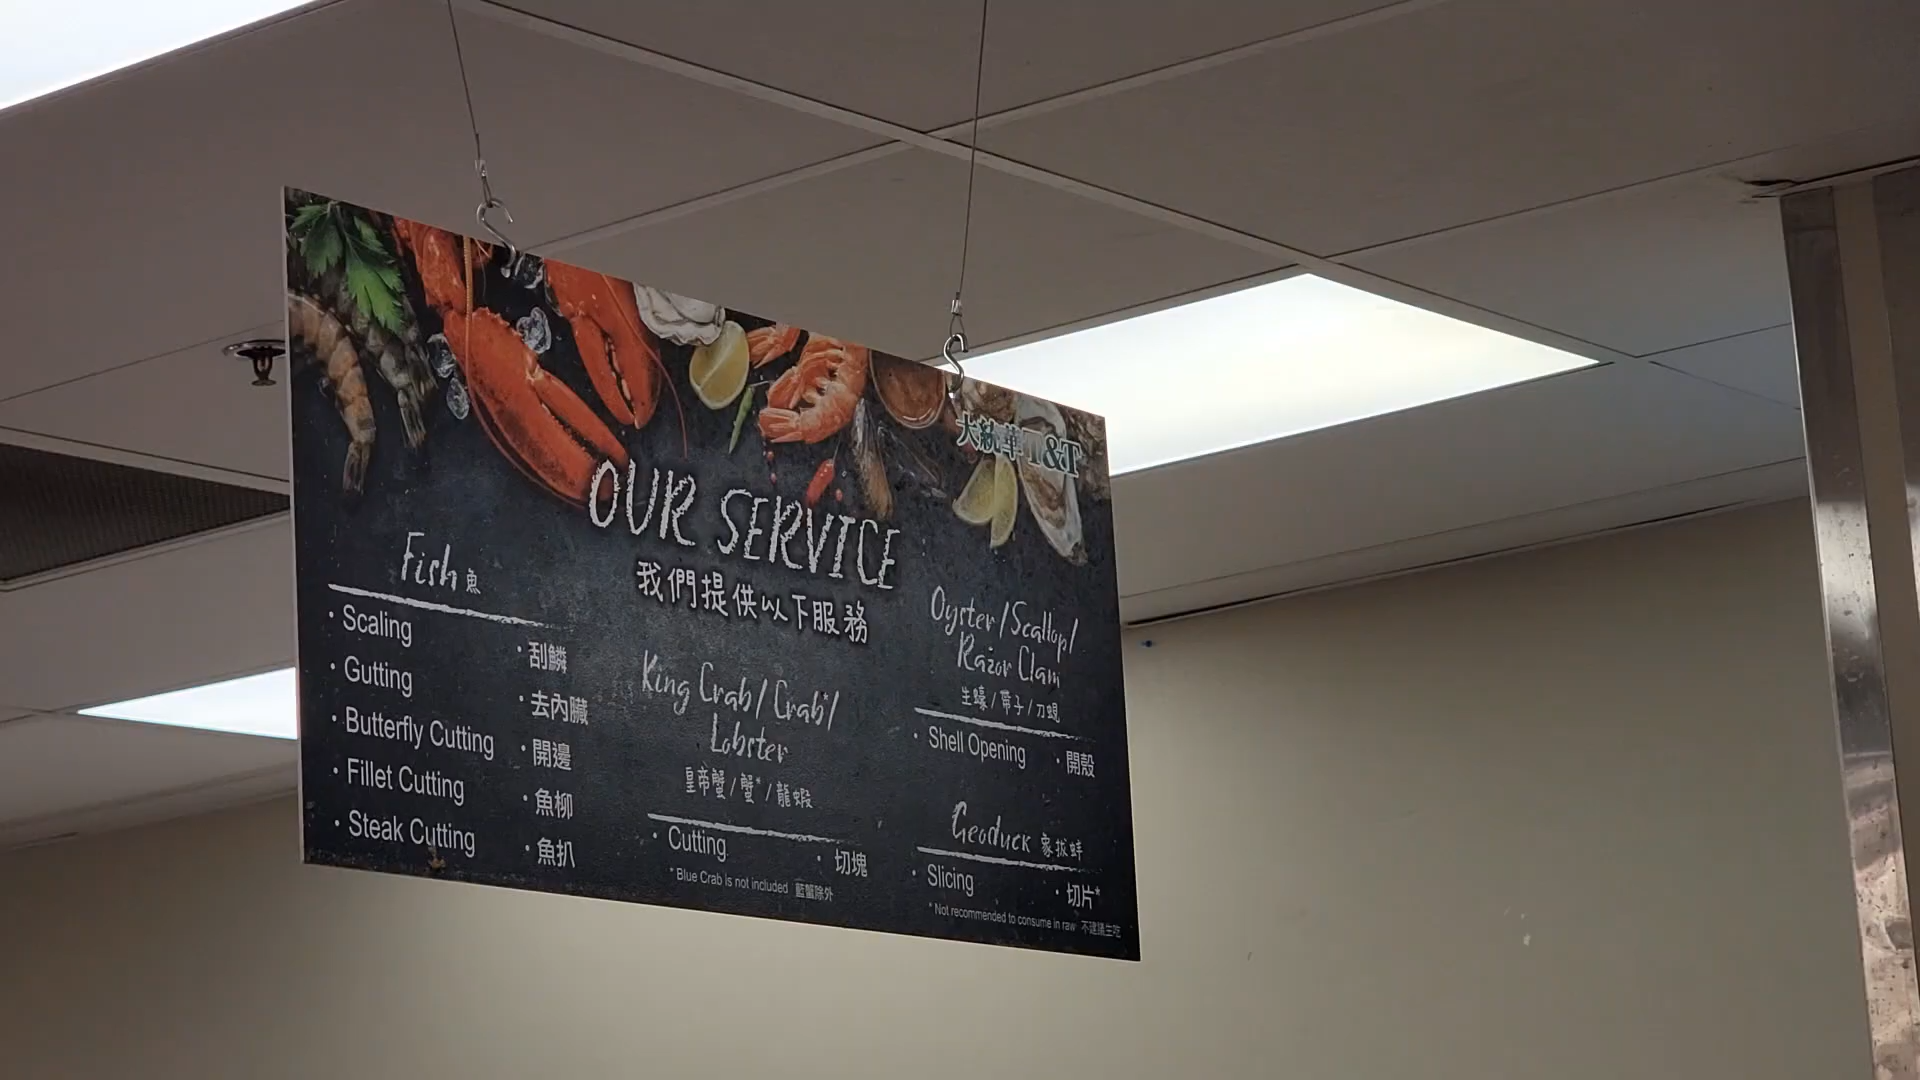 大統華T&T
OUR SERVICE
我們提供以下服務
Fish 魚
• Scaling • 刮鱗
• Gutting • 去內臟
• Butterfly Cutting • 開邊
• Fillet Cutting • 魚柳
• Steak Cutting • 魚扒
King Crab/Crab*/
Lobster
皇帝蟹/蟹*/龍蝦
• Cutting • 切塊
* Blue Crab is not included 藍蟹除外
Oyster/Scallop/
Razor Clam
生蠔/帶子/刀蜆
• Shell Opening • 開殼
Geoduck 象拔蚌
• Slicing • 切片*
* Not recommended to consume in raw 不建議生吃